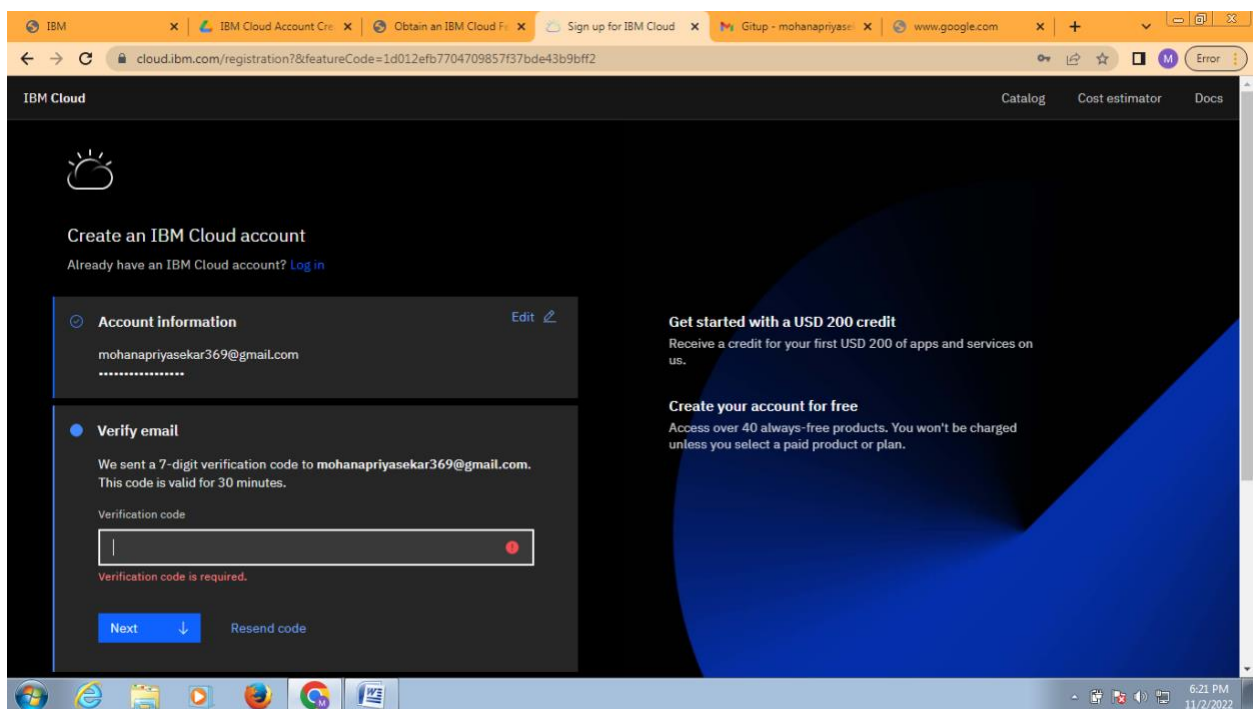 IBM
IBM Cloud Account Cre
Obtain an IBM Cloud Fe
Sign up for IBM Cloud
Gitup - mohanapriyasek
www.google.com
cloud.ibm.com/registration?&featureCode=1d012efb7704709857f37bde43b9bff2
M
Error
IBM Cloud
Catalog
Cost estimator
Docs
Create an IBM Cloud account
Already have an IBM Cloud account? Log in
Account information
Edit
mohanapriyasekar369@gmail.com
Verify email
We sent a 7-digit verification code to mohanapriyasekar369@gmail.com.
This code is valid for 30 minutes.
Verification code
Verification code is required.
Next
Resend code
Get started with a USD 200 credit
Receive a credit for your first USD 200 of apps and services on
us.
Create your account for free
Access over 40 always-free products. You won't be charged
unless you select a paid product or plan.
6:21 PM
11/2/2022